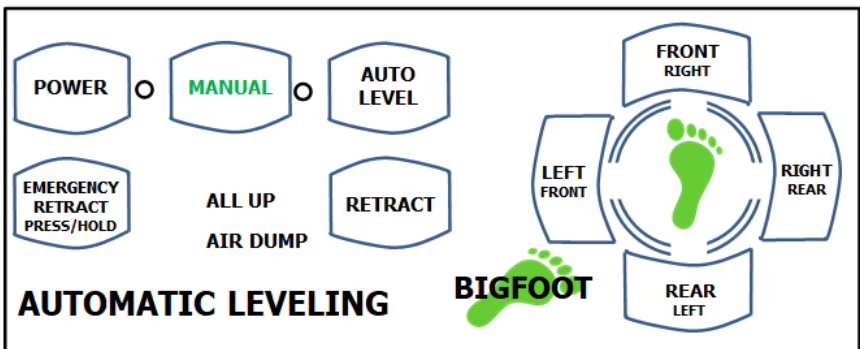 POWER
MANUAL
AUTO
LEVEL
EMERGENCY
RETRACT
PRESS/HOLD
ALL UP
AIR DUMP
RETRACT
AUTOMATIC LEVELING
BIGFOOT
FRONT
RIGHT
LEFT
FRONT
RIGHT
REAR
REAR
LEFT